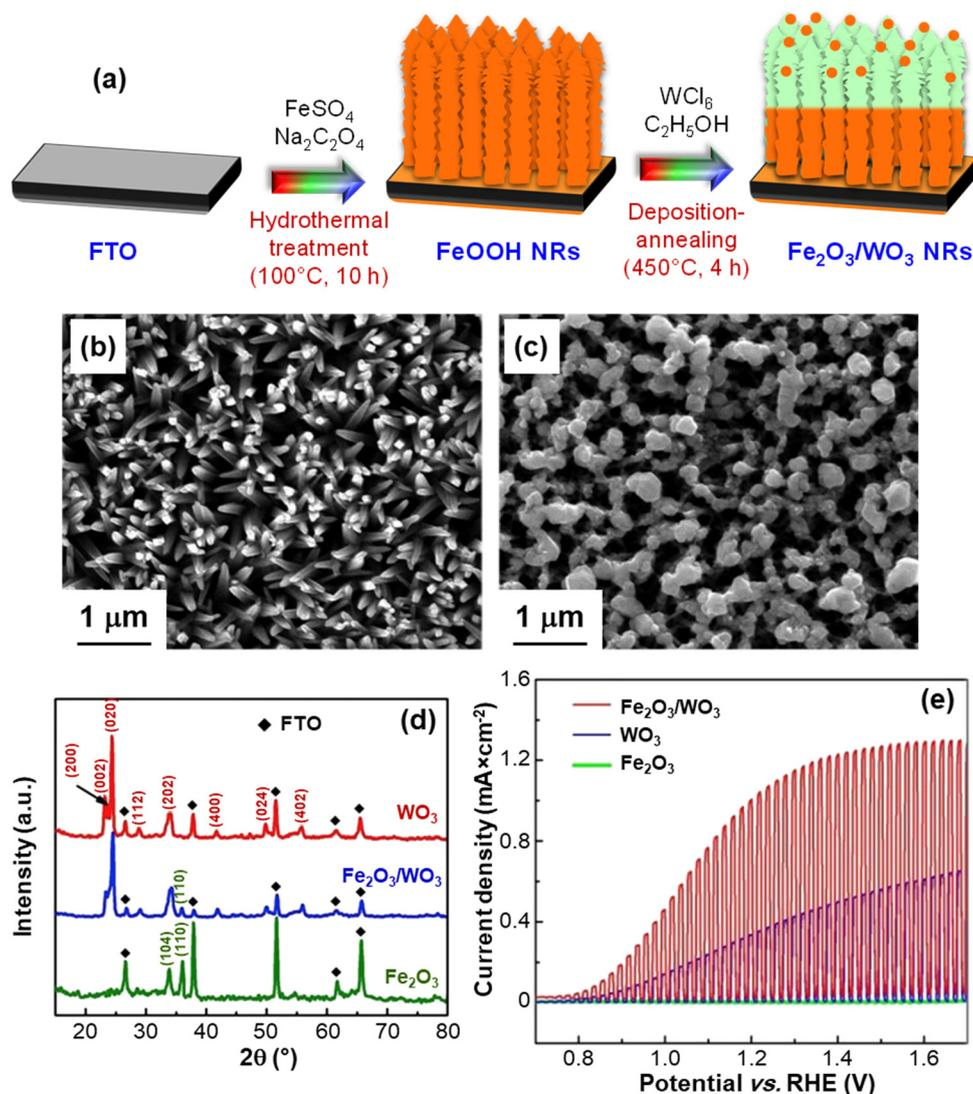 (a)
FeSO₄
Na₂C₂O₄
Hydrothermal
treatment
(100°C, 10 h)
WCl₆
C₂H₅OH
Deposition-
annealing
(450°C, 4 h)
FTO
FeOOH NRs
Fe₂O₃/WO₃ NRs
(b)
1 μm
(c)
1 μm
(d)
◆ FTO
(200)
(002)
(020)
(112)
(202)
(400)
(024)
(402)
WO₃
(110)
Fe₂O₃/WO₃
(104)
(110)
Fe₂O₃
Intensity (a.u.)
20 30 40 50 60 70 80
2θ (°)
(e)
Fe₂O₃/WO₃
WO₃
Fe₂O₃
Current density (mA×cm⁻²)
1.6
1.2
0.8
0.4
0
0.8 1.0 1.2 1.4 1.6
Potential vs. RHE (V)